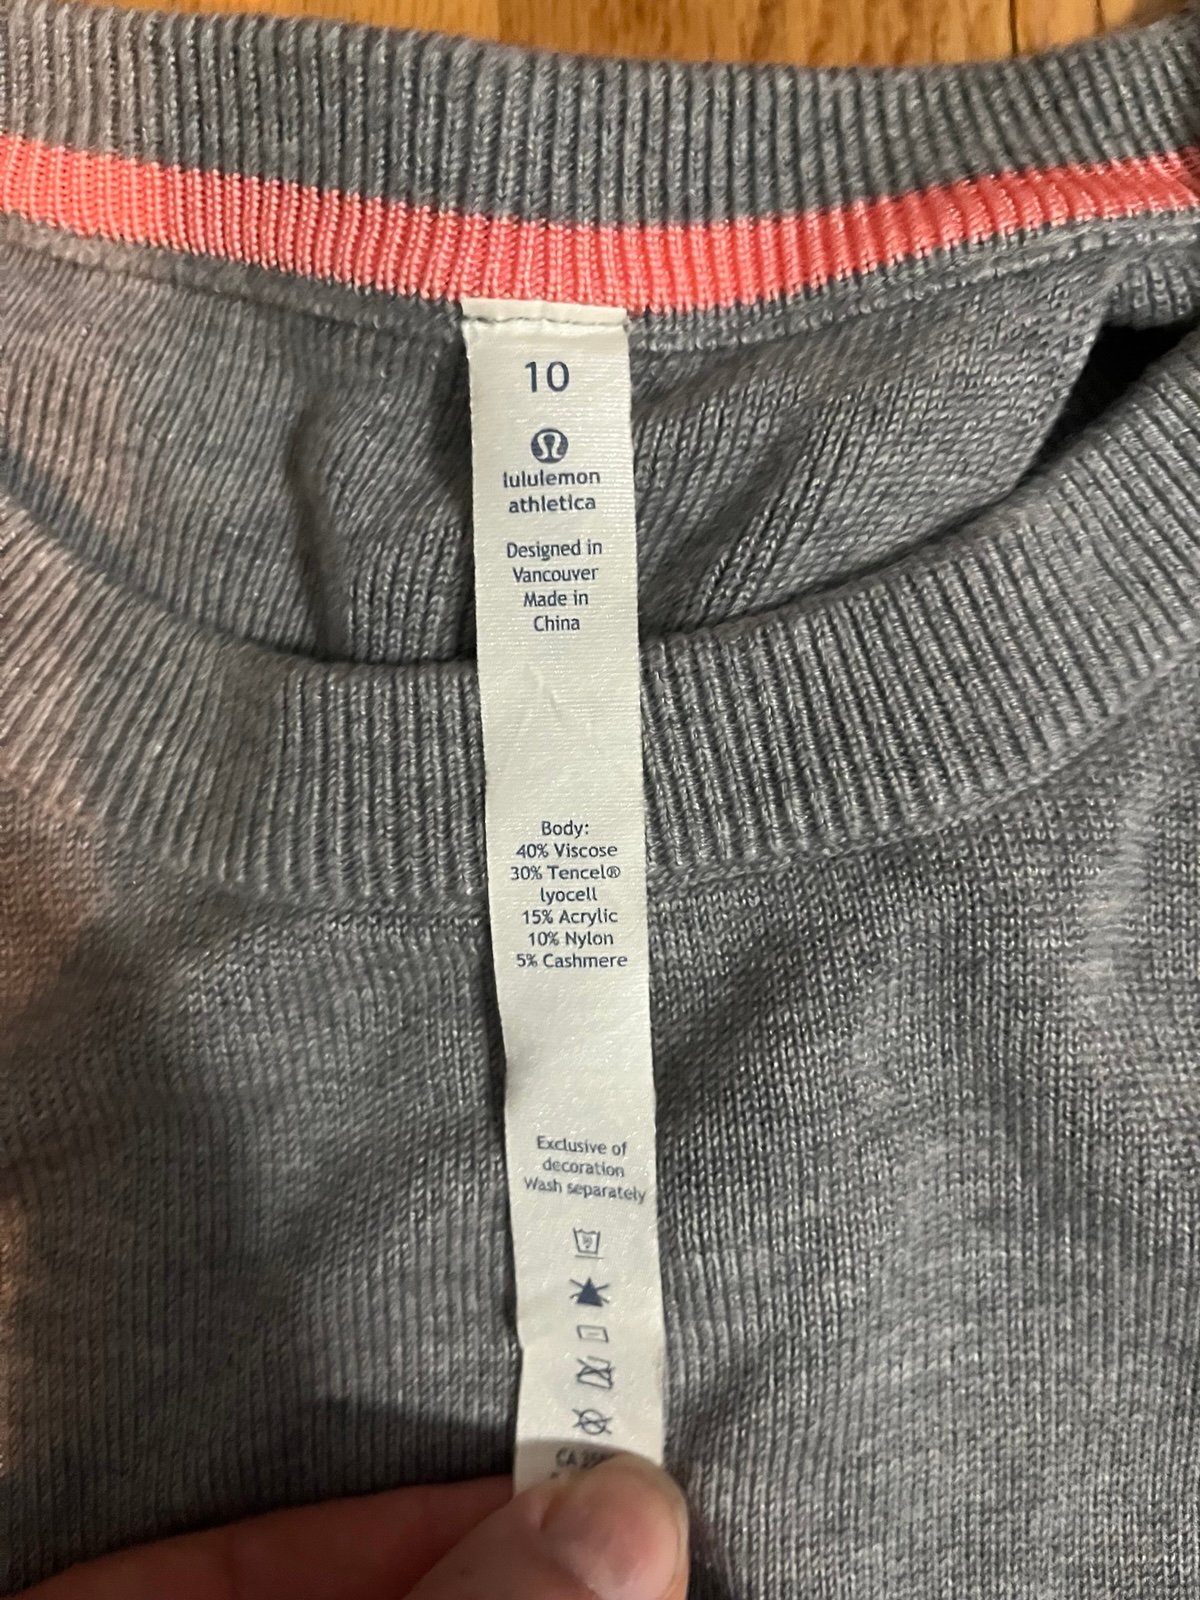 10
lululemon
athletica
Designed in
Vancouver
Made in
China
Body:
40% Viscose
30% Tencel®
lyocell
15% Acrylic
10% Nylon
5% Cashmere
Exclusive of
decoration
Wash separately
CA